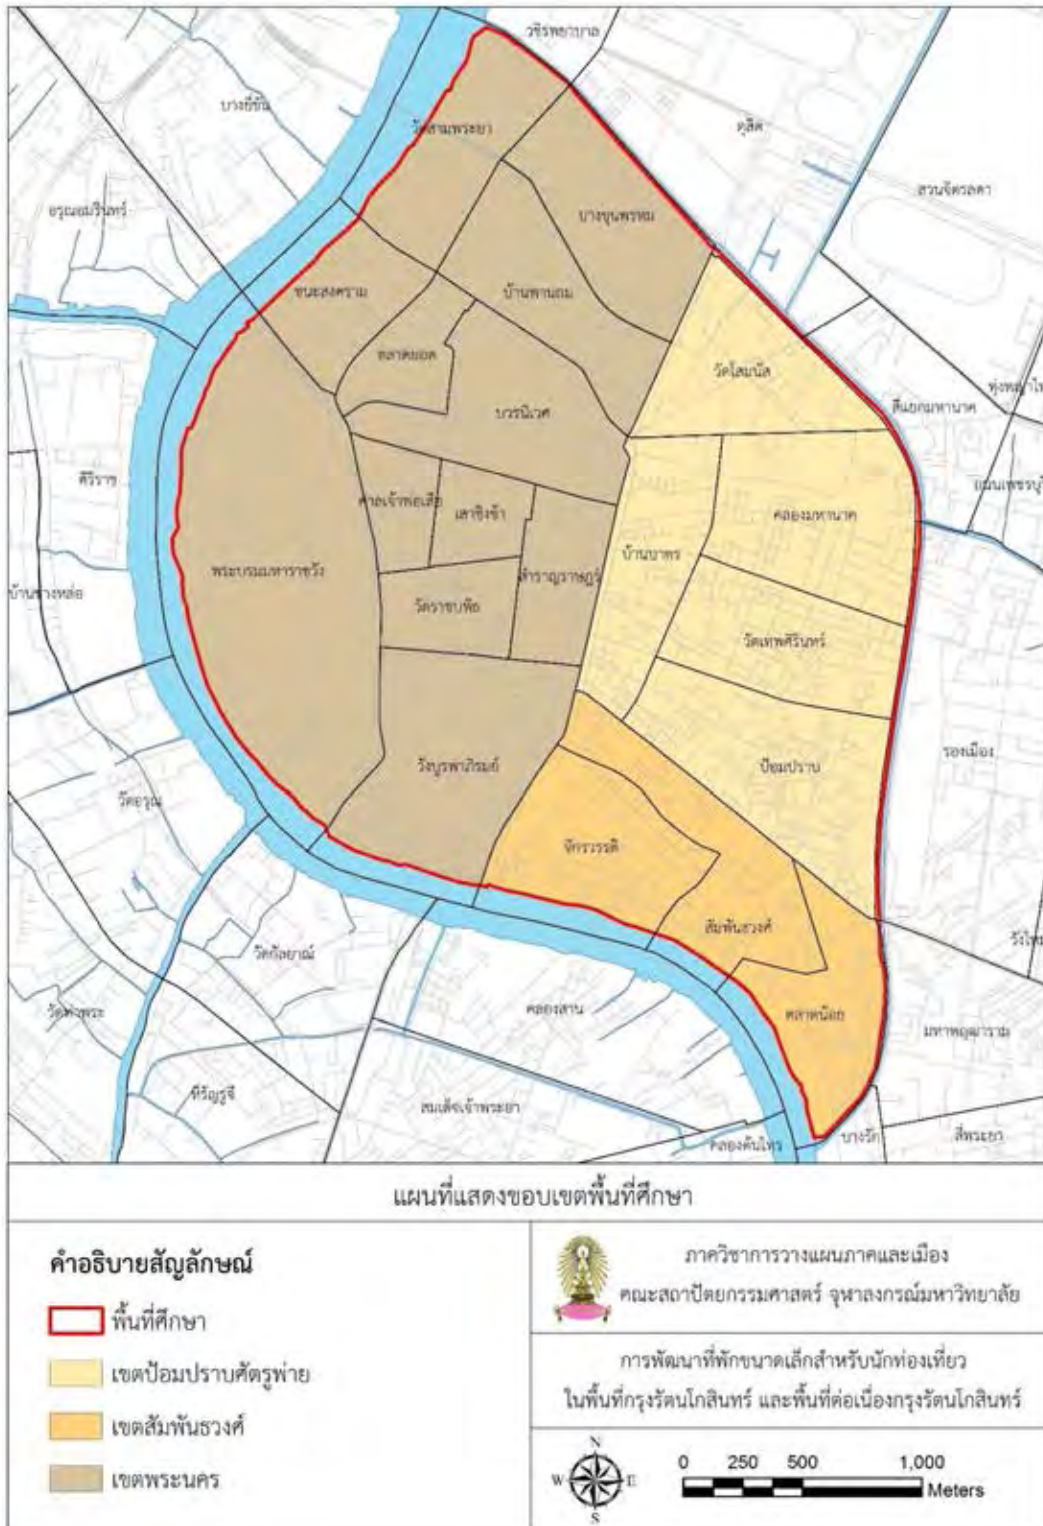 วชิรพยาบาล
บางยี่ขัน
วัดสามพระยา
ดุสิต
สวนจิตรลดา
อรุณอมรินทร์
บางขุนพรหม
ชนะสงคราม
บ้านพานถม
ตลาดยอด
วัดโสมนัส
ทุ่งพญาไท
สี่แยกมหานาค
บวรนิเวศ
ศิริราช
ศาลเจ้าพ่อเสือ
เสาชิงช้า
คลองมหานาค
ถนนเพชรบุรี
บ้านบาตร
พระบรมมหาราชวัง
สำราญราษฎร์
บ้านช่างหล่อ
วัดราชบพิธ
วัดเทพศิรินทร์
รองเมือง
วังบูรพาภิรมย์
ป้อมปราบ
วัดอรุณ
จักรวรรดิ
สัมพันธวงศ์
วังใหม่
วัดกัลยาณ์
วัดท่าพระ
คลองสาน
ตลาดน้อย
มหาพฤฒาราม
หิรัญรูจี
สมเด็จเจ้าพระยา
คลองต้นไทร
บางรัก
สี่พระยา
แผนที่แสดงขอบเขตพื้นที่ศึกษา
คำอธิบายสัญลักษณ์
พื้นที่ศึกษา
เขตป้อมปราบศัตรูพ่าย
เขตสัมพันธวงศ์
เขตพระนคร
ภาควิชาการวางแผนภาคและเมือง
คณะสถาปัตยกรรมศาสตร์ จุฬาลงกรณ์มหาวิทยาลัย
การพัฒนาที่พักขนาดเล็กสำหรับนักท่องเที่ยว
ในพื้นที่กรุงรัตนโกสินทร์ และพื้นที่ต่อเนื่องกรุงรัตนโกสินทร์
N
W E
S
0 250 500 1,000
Meters